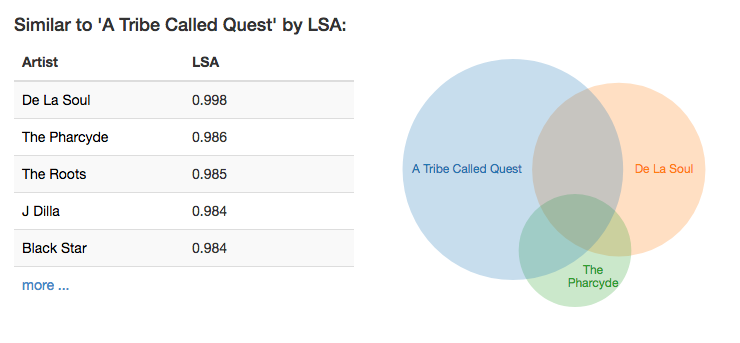 Similar to 'A Tribe Called Quest' by LSA:
Artist LSA
De La Soul 0.998
The Pharcyde 0.986
The Roots 0.985
J Dilla 0.984
Black Star 0.984
more ...
A Tribe Called Quest
De La Soul
The
Pharcyde